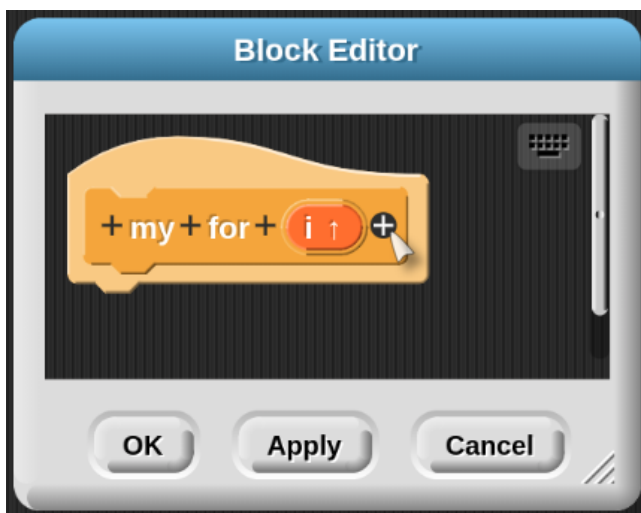 Block Editor
+ my + for + i ↑ +
OK Apply Cancel